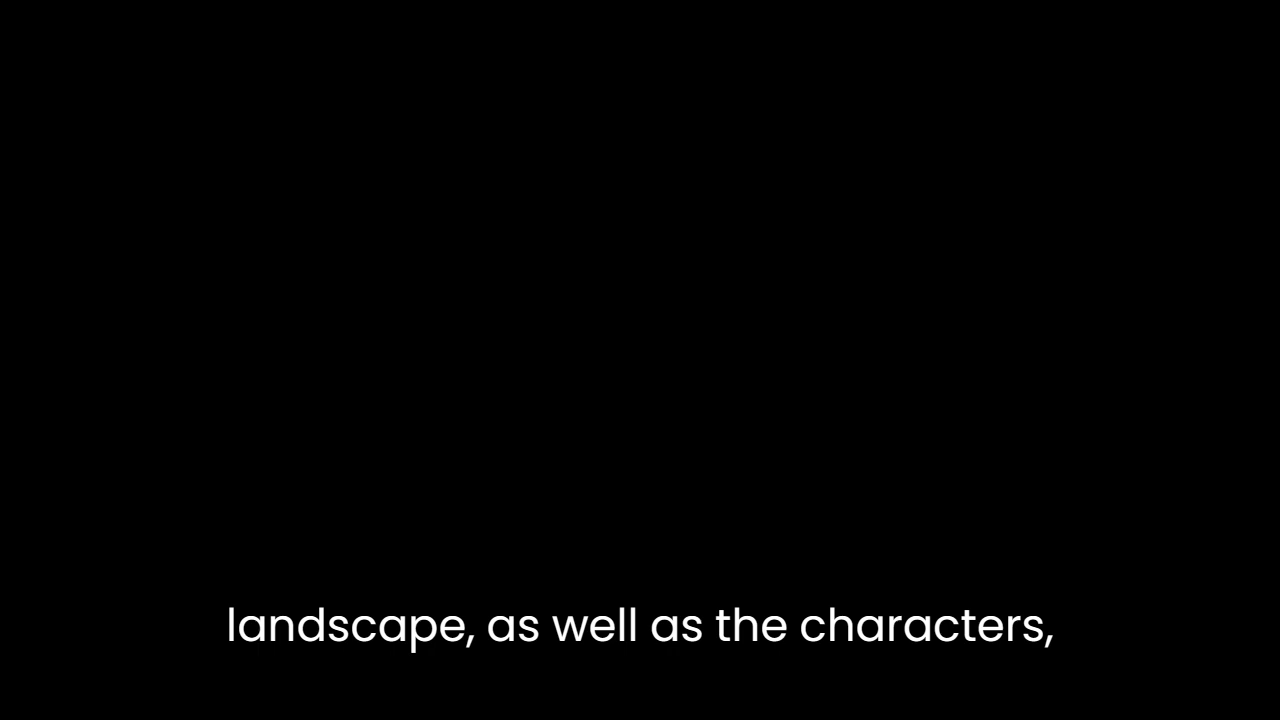 landscape, as well as the characters,